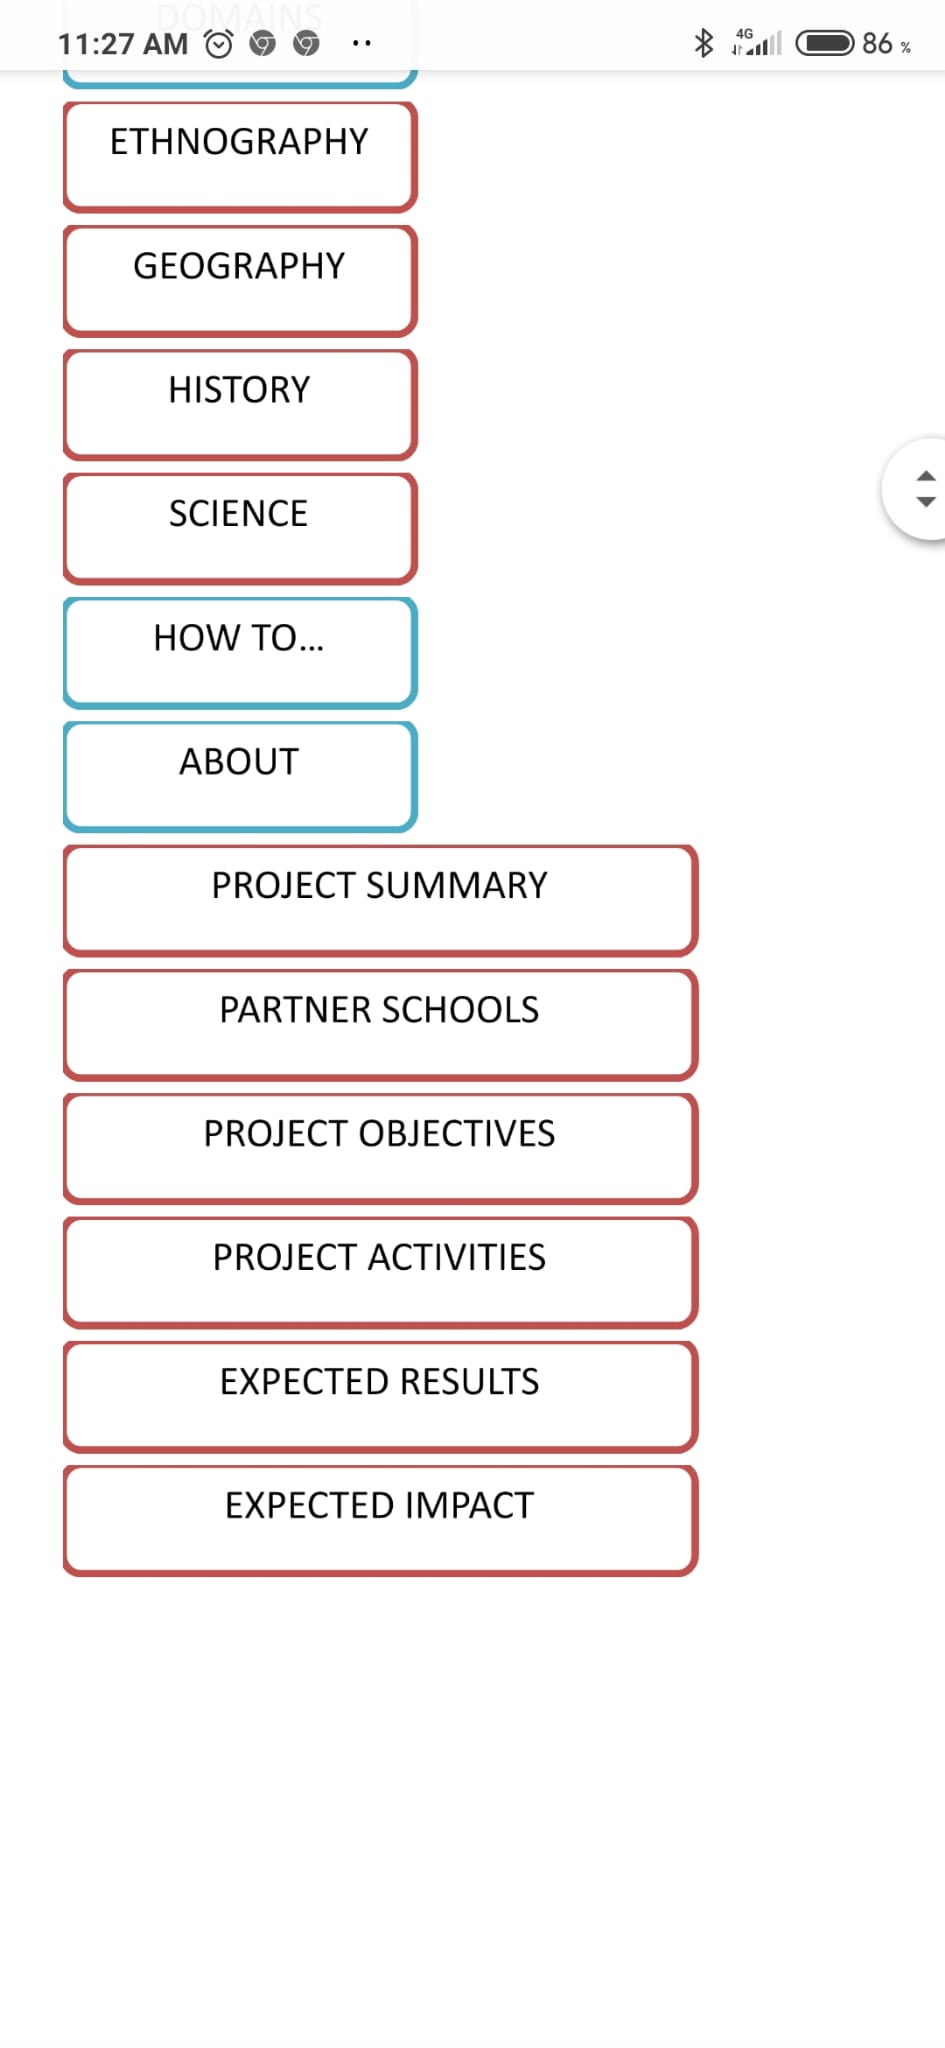 DOMAINS
11:27 AM 4G 86 %
ETHNOGRAPHY
GEOGRAPHY
HISTORY
SCIENCE
HOW TO...
ABOUT
PROJECT SUMMARY
PARTNER SCHOOLS
PROJECT OBJECTIVES
PROJECT ACTIVITIES
EXPECTED RESULTS
EXPECTED IMPACT